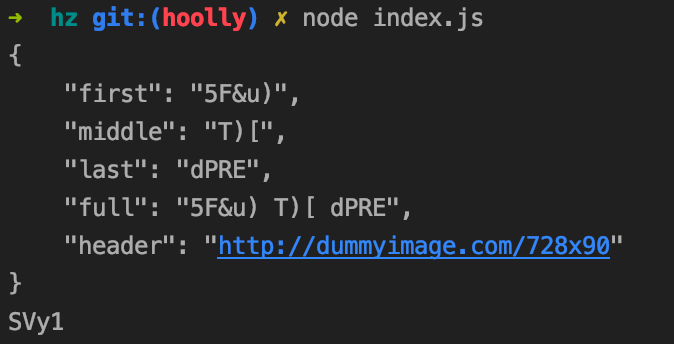 ➜ hz git:(hoolly) ✗ node index.js
{
    "first": "5F&u)",
    "middle": "T)[",
    "last": "dPRE",
    "full": "5F&u) T)[ dPRE",
    "header": "http://dummyimage.com/728x90"
}
SVy1